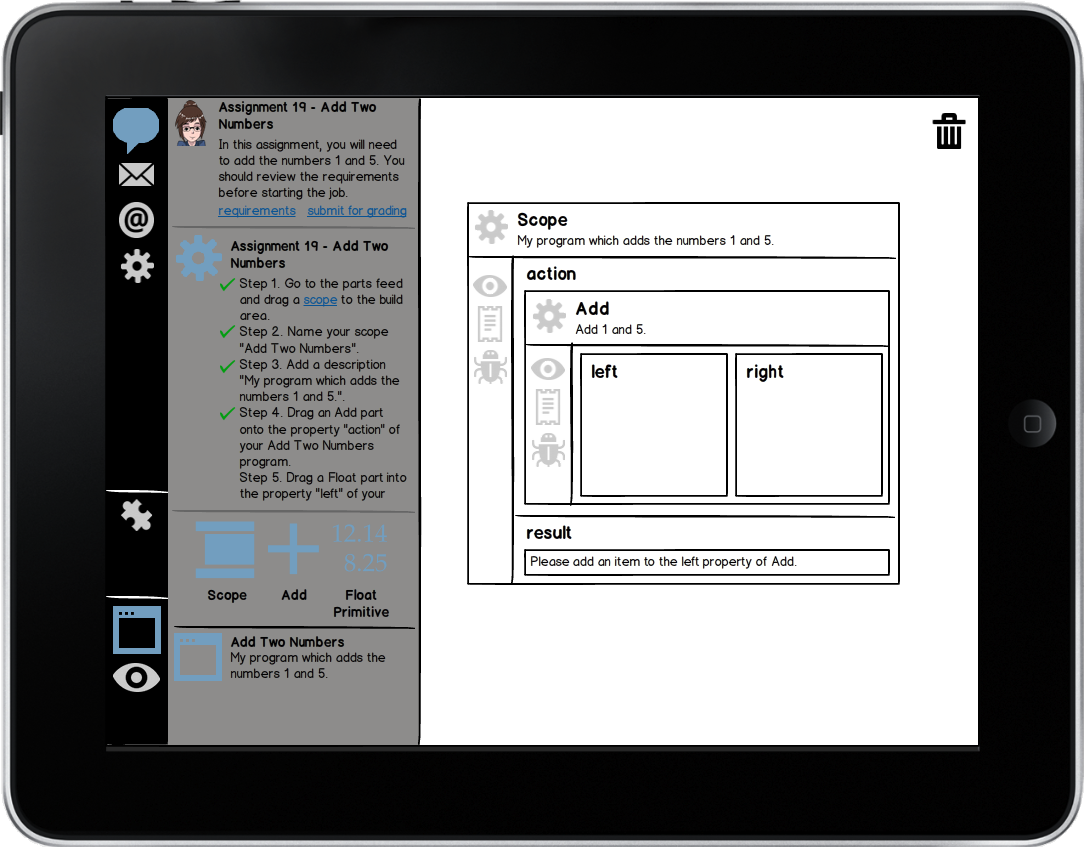 Assignment 19 - Add Two
Numbers
In this assignment, you will need
to add the numbers 1 and 5. You
should review the requirements
before starting the job.
requirements submit for grading
Assignment 19 - Add Two
Numbers
Step 1. Go to the parts feed
and drag a scope to the build
area.
Step 2. Name your scope
"Add Two Numbers".
Step 3. Add a description
"My program which adds the
numbers 1 and 5.".
Step 4. Drag an Add part
onto the property "action" of
your Add Two Numbers
program.
Step 5. Drag a Float part into
the property "left" of your
12.14
8.25
Scope Add Float
Primitive
Add Two Numbers
My program which adds the
numbers 1 and 5.
Scope
My program which adds the numbers 1 and 5.
action
Add
Add 1 and 5.
left right
result
Please add an item to the left property of Add.